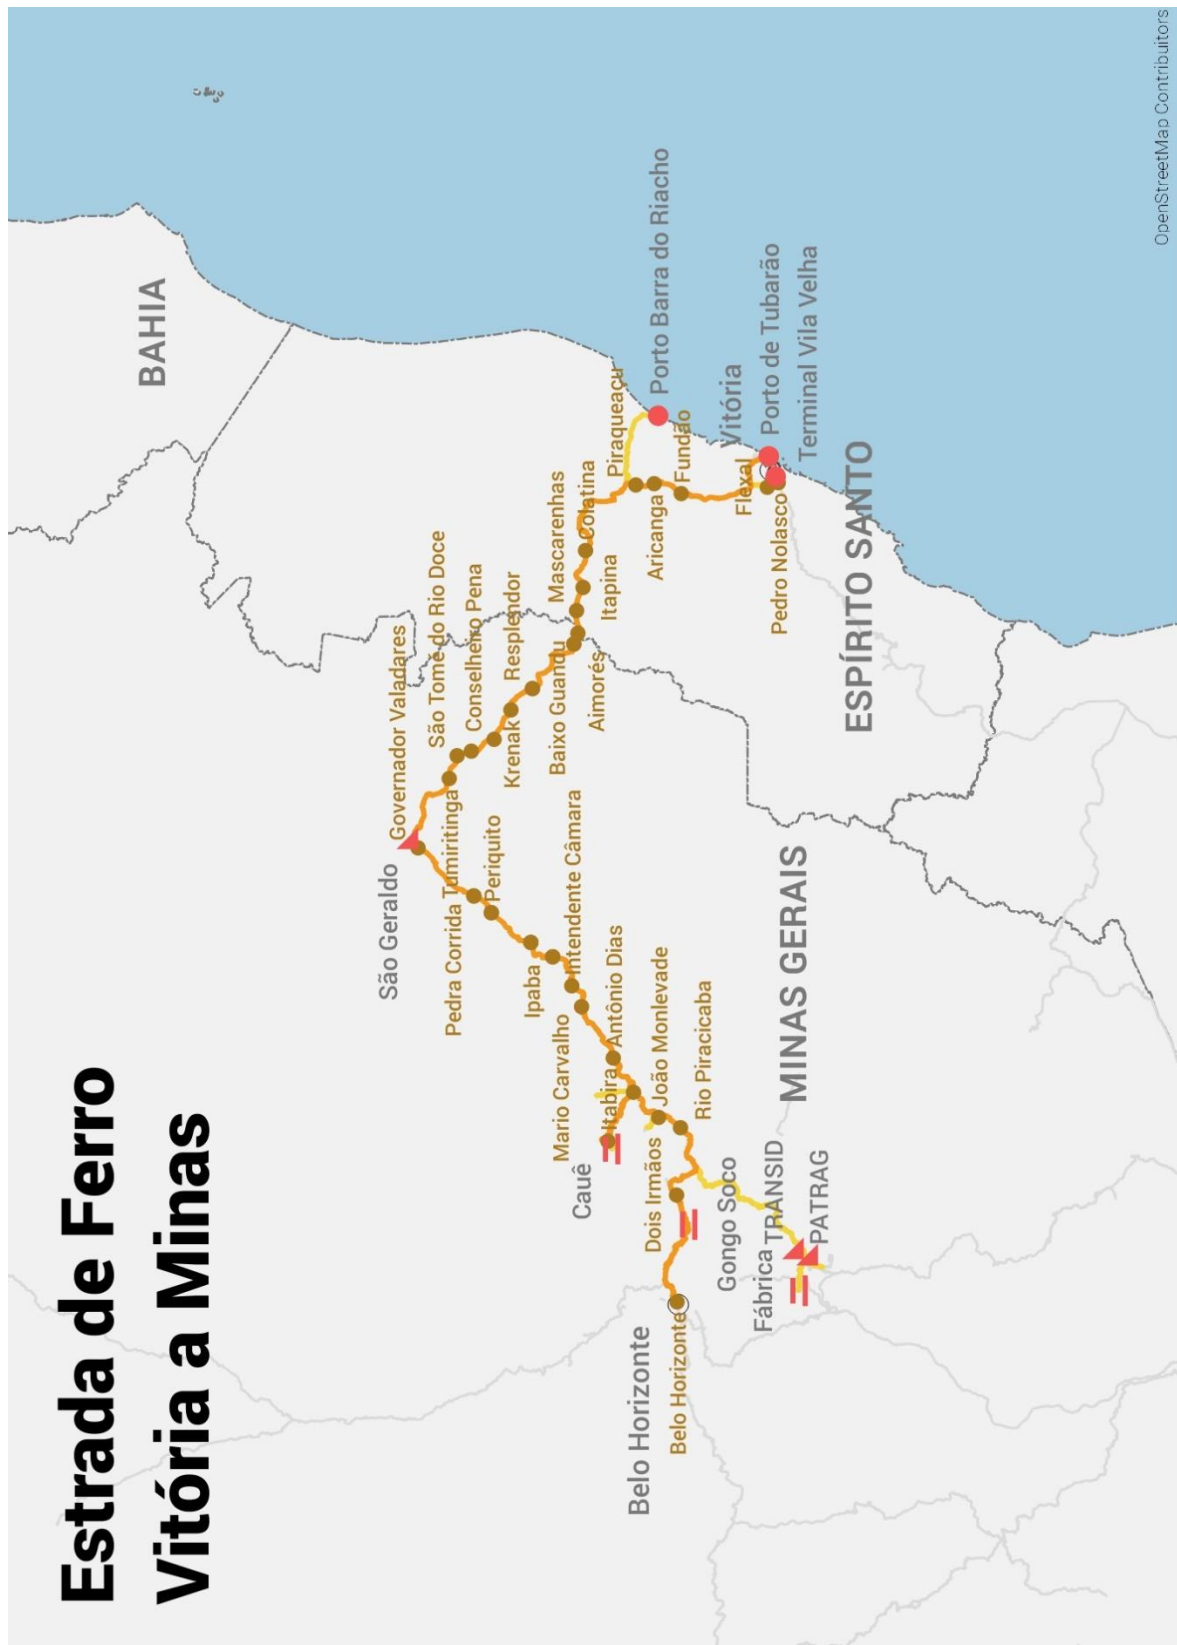 Estrada de Ferro
Vitória a Minas
BAHIA
São Geraldo
Governador Valadares
São Tomé do Rio Doce
Pedra Corrida
Tumiritinga
Conselheiro Pena
Periquito
Krenak
Resplendor
Ipaba
Baixo Guandu
Mascarenhas
Mario Carvalho
Intendente Câmara
Colatina
Cauê
Itabira
Antônio Dias
Aimorés
Itapina
Piraqueaçu
Belo Horizonte
Dois Irmãos
João Monlevade
Aricanga
Porto Barra do Riacho
Belo Horizonte
Rio Piracicaba
Fundão
Gongo Soco
Flexal
Vitória
Fábrica
TRANSID
Pedro Nolasco
Porto de Tubarão
MINAS GERAIS
Terminal Vila Velha
PATRAG
ESPÍRITO SANTO
OpenStreetMap Contributors